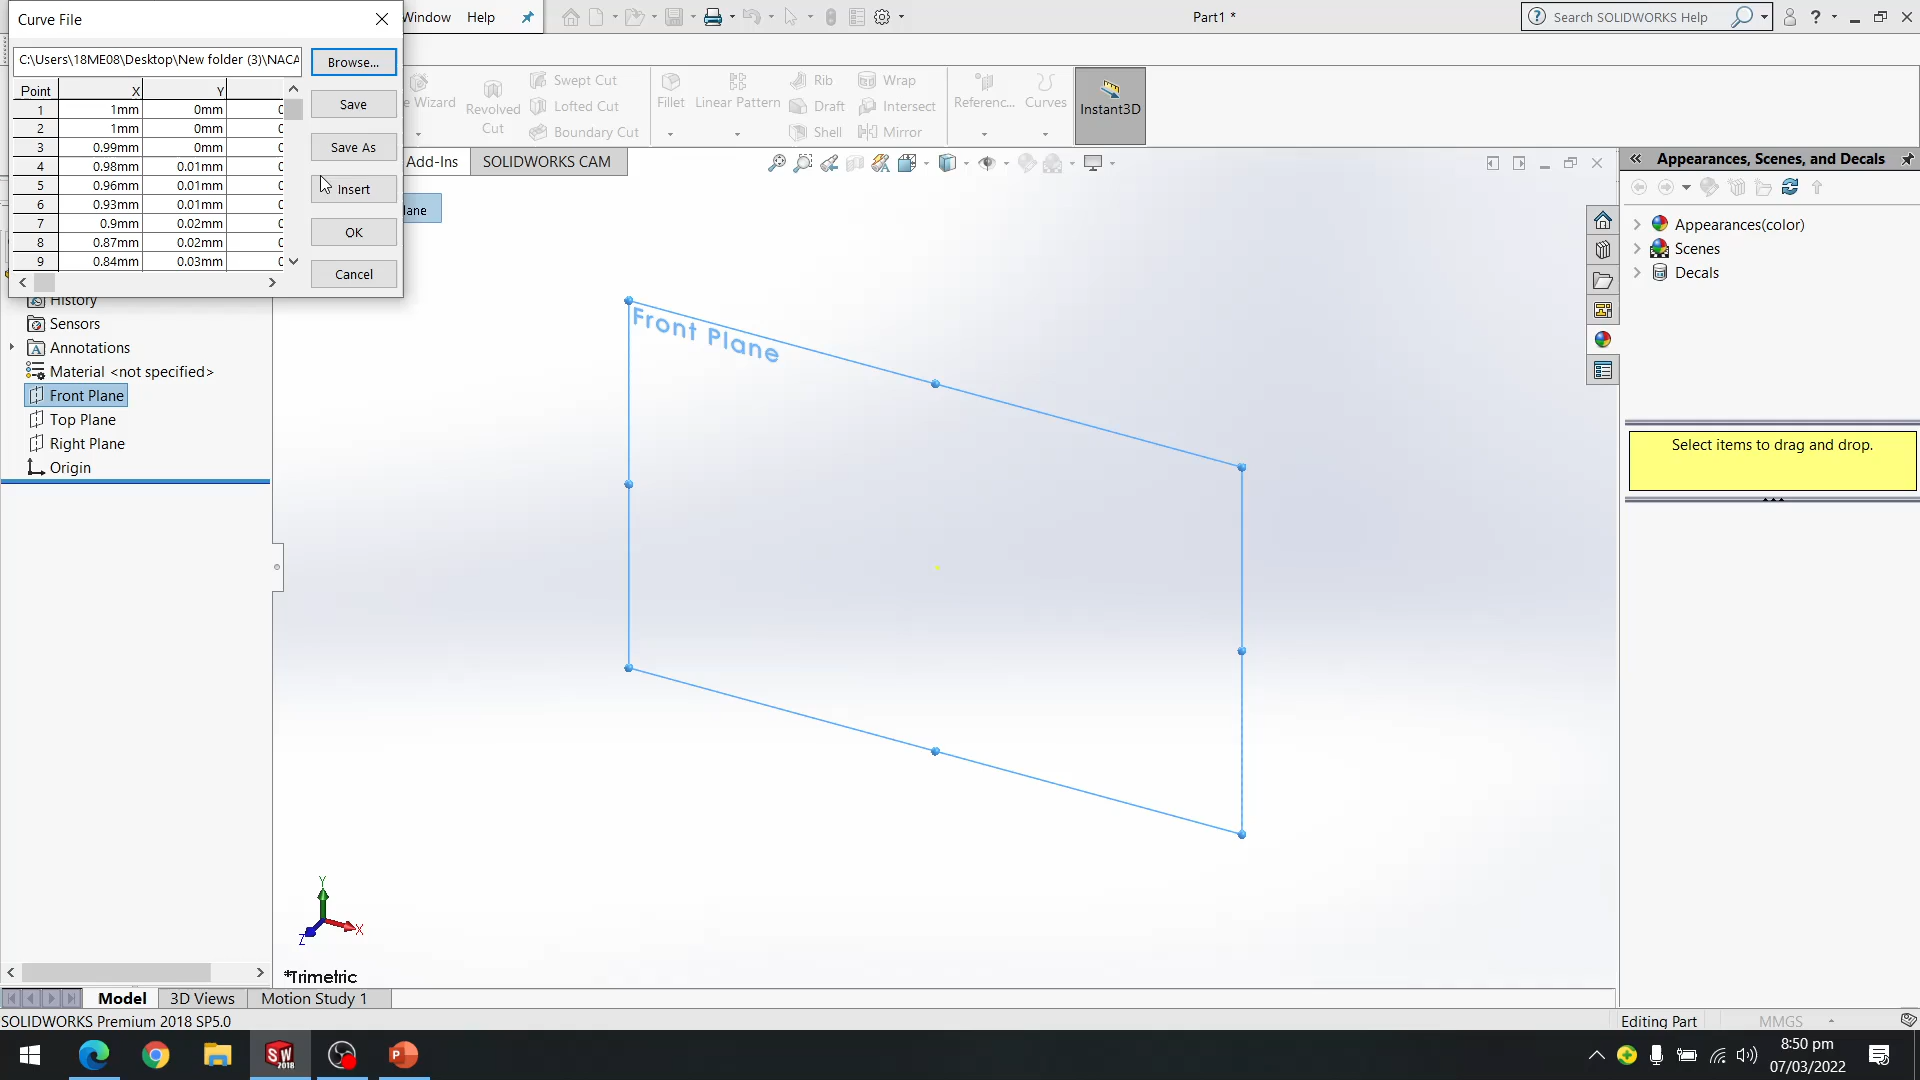 Curve File
Window Help
Part1 *
Search SOLIDWORKS Help
C:\Users\18ME08\Desktop\New folder (3)\NACA
Browse...
Point X Y
1 1mm 0mm
2 1mm 0mm
3 0.99mm 0mm
4 0.98mm 0.01mm
5 0.96mm 0.01mm
6 0.93mm 0.01mm
7 0.9mm 0.02mm
8 0.87mm 0.02mm
9 0.84mm 0.03mm
Save
Save As
Insert
OK
Cancel
Wizard
Revolved
Cut
Swept Cut
Lofted Cut
Boundary Cut
Fillet
Linear Pattern
Rib
Draft
Shell
Wrap
Intersect
Mirror
Referenc...
Curves
Instant3D
Add-Ins
SOLIDWORKS CAM
lane
History
Sensors
Annotations
Material <not specified>
Front Plane
Top Plane
Right Plane
Origin
Front Plane
Y
X
Z
*Trimetric
Appearances, Scenes, and Decals
Appearances(color)
Scenes
Decals
Select items to drag and drop.
Model
3D Views
Motion Study 1
SOLIDWORKS Premium 2018 SP5.0
Editing Part
MMGS
SW
2018
8:50 pm
07/03/2022